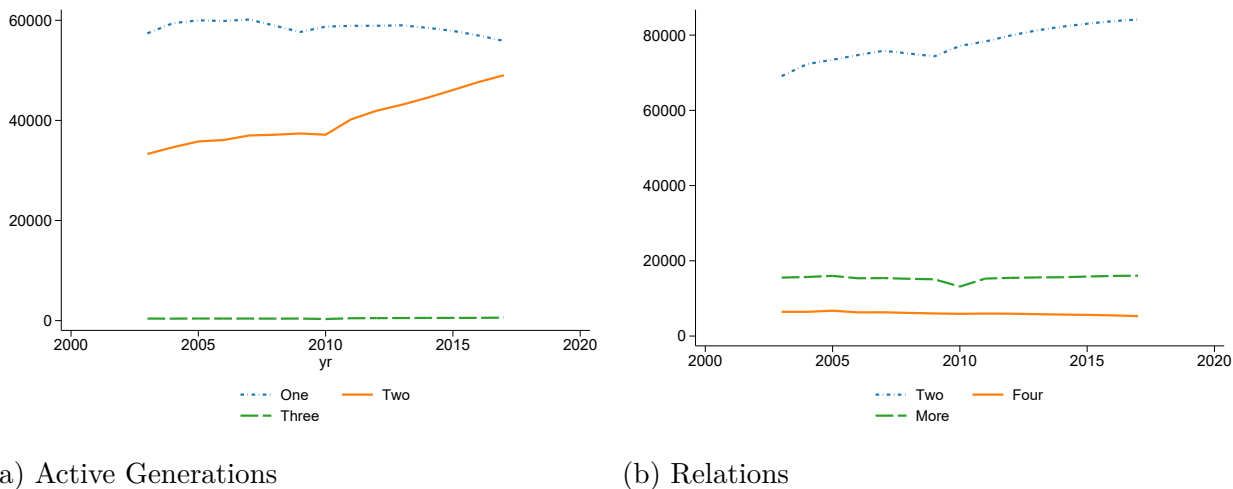 60000
40000
20000
0
2000 2005 2010 2015 2020
yr
One Two
Three
a) Active Generations
80000
60000
40000
20000
0
2000 2005 2010 2015 2020
Two Four
More
(b) Relations